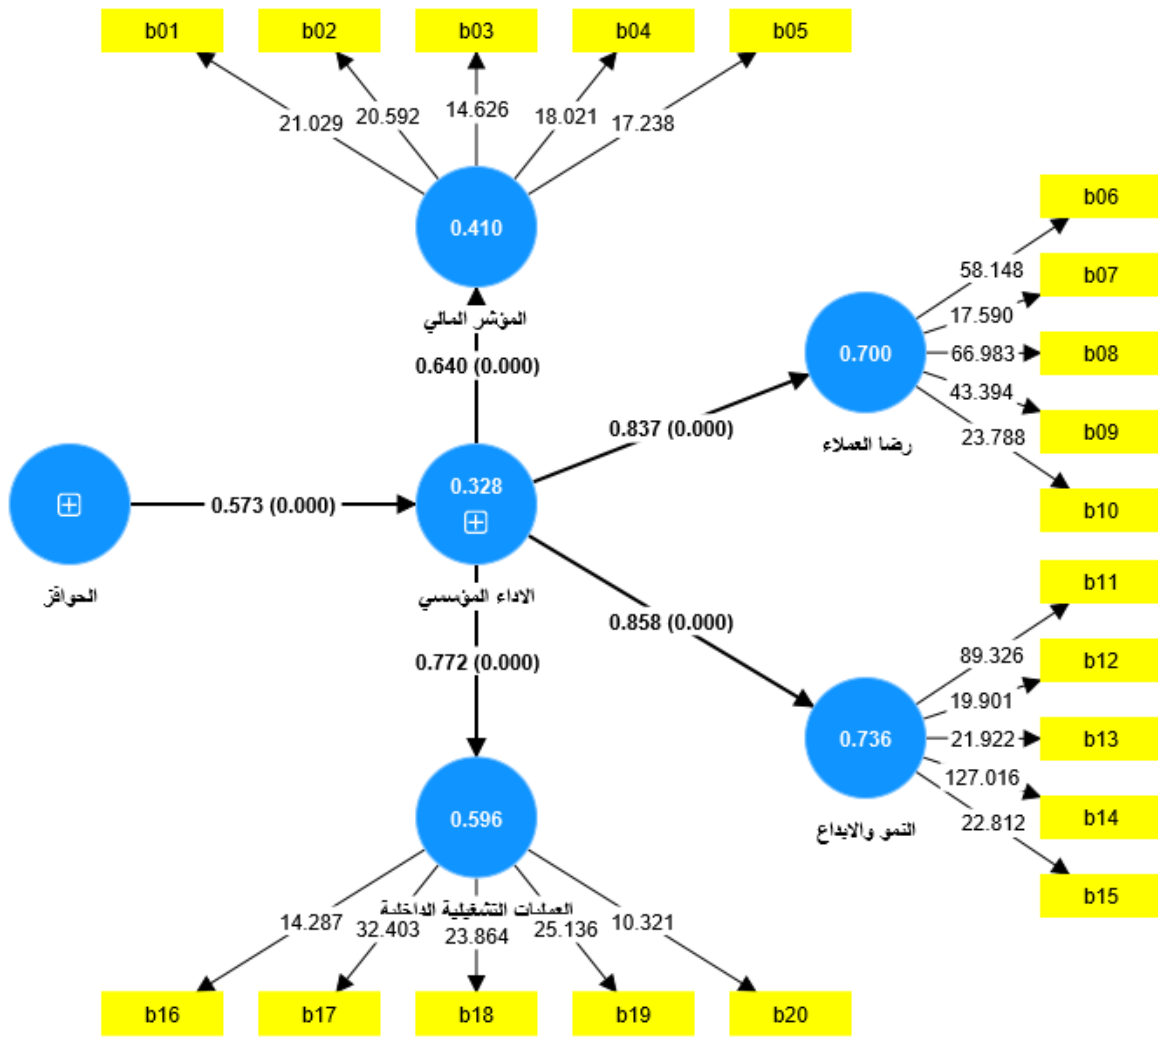 b01 b02 b03 b04 b05
21.029 20.592 14.626 18.021 17.238
0.410
المؤشر المالي
0.640 (0.000)
b06
58.148
b07
17.590
0.700
66.983
b08
43.394
b09
23.788
رضا العملاء
b10
0.837 (0.000)
0.573 (0.000)
0.328
الحوافز
الاداء المؤسسي
0.858 (0.000)
0.772 (0.000)
b11
89.326
b12
19.901
0.736
21.922
b13
127.016
b14
22.812
النمو والابداع
b15
0.596
العمليات التشغيلية الداخلية
14.287 32.403 23.864 25.136 10.321
b16 b17 b18 b19 b20